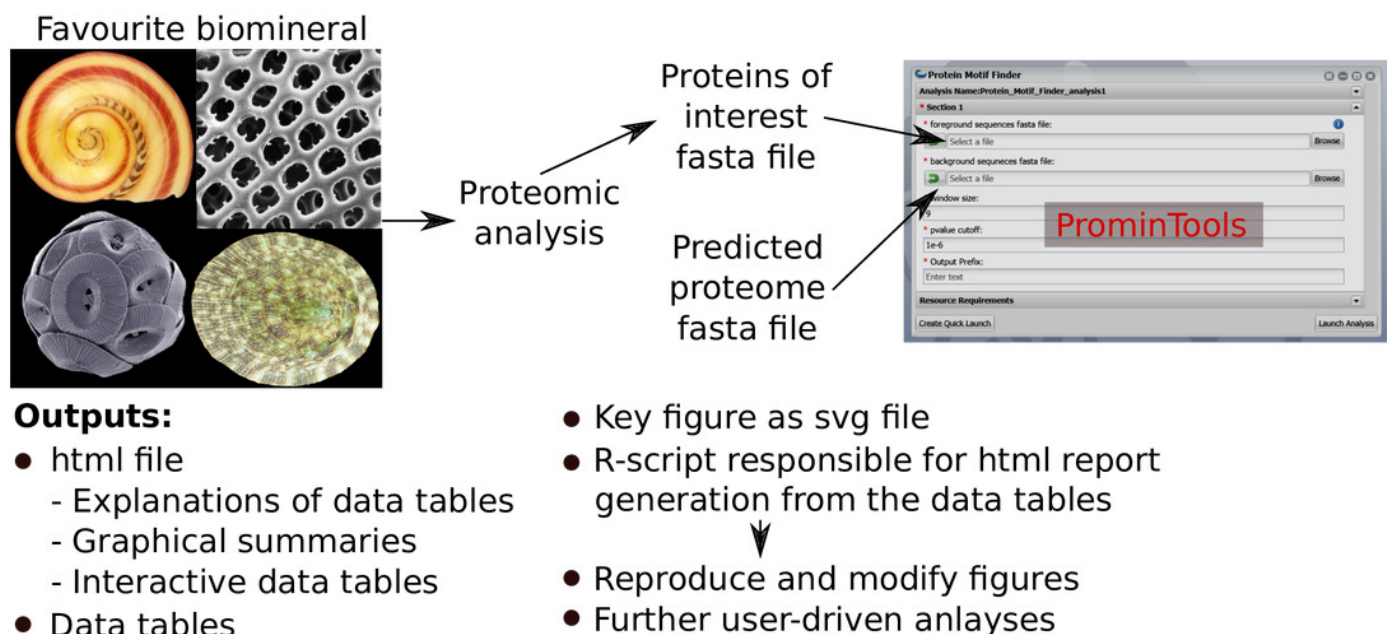 Favourite biomineral
Proteomic
analysis
Proteins of
interest
fasta file
Predicted
proteome
fasta file
Protein Motif Finder
Analysis Name:Protein_Motif_Finder_analysis1
* Section 1
* foreground sequences fasta file:
Select a file
Browse
* background sequneces fasta file:
Select a file
Browse
window size:
9
* pvalue cutoff:
1e-6
* Output Prefix:
Enter text
Resource Requirements
Create Quick Launch
Launch Analysis
ProminTools
Outputs:
● html file
- Explanations of data tables
- Graphical summaries
- Interactive data tables
● Data tables
● Key figure as svg file
● R-script responsible for html report
generation from the data tables
● Reproduce and modify figures
● Further user-driven anlayses